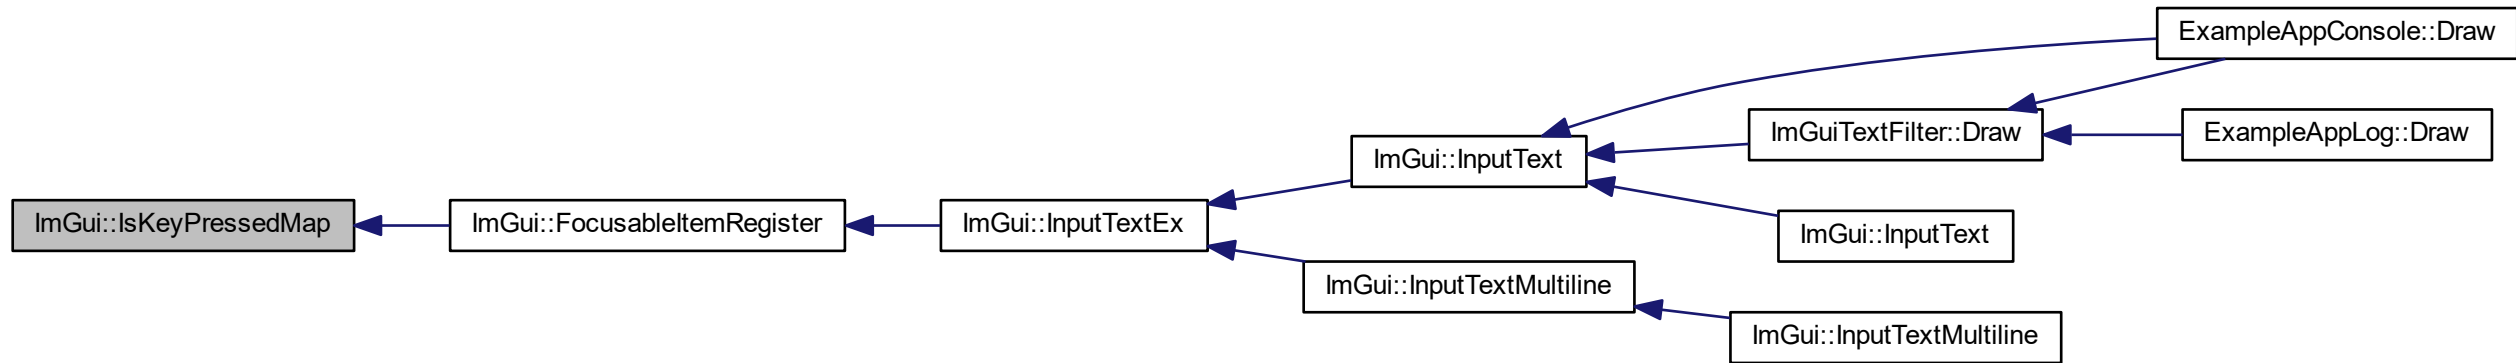 ExampleAppConsole::Draw
ImGuiTextFilter::Draw
ExampleAppLog::Draw
ImGui::InputText
ImGui::IsKeyPressedMap
ImGui::FocusableItemRegister
ImGui::InputTextEx
ImGui::InputText
ImGui::InputTextMultiline
ImGui::InputTextMultiline